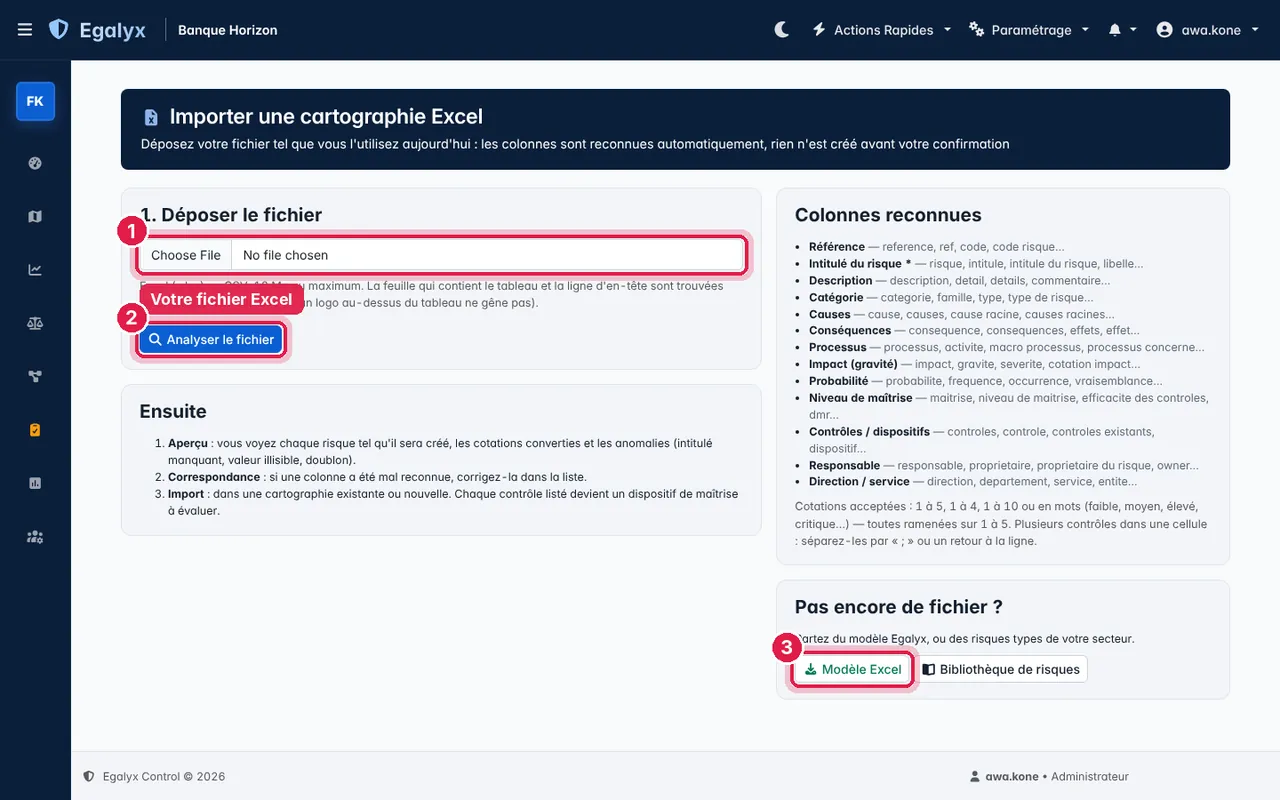 Egalyx
Banque Horizon
Actions Rapides
Paramétrage
awa.kone
FK
Importer une cartographie Excel
Déposez votre fichier tel que vous l'utilisez aujourd'hui : les colonnes sont reconnues automatiquement, rien n'est créé avant votre confirmation
1. Déposer le fichier
1
Choose File No file chosen
maximum. La feuille qui contient le tableau et la ligne d'en-tête sont trouvées
Votre fichier Excel
un logo au-dessus du tableau ne gêne pas).
2
Analyser le fichier
Ensuite
1. Aperçu : vous voyez chaque risque tel qu'il sera créé, les cotations converties et les anomalies (intitulé
manquant, valeur illisible, doublon).
2. Correspondance : si une colonne a été mal reconnue, corrigez-la dans la liste.
3. Import : dans une cartographie existante ou nouvelle. Chaque contrôle listé devient un dispositif de maîtrise
à évaluer.
Colonnes reconnues
• Référence — reference, ref, code, code risque...
• Intitulé du risque * — risque, intitule, intitule du risque, libelle...
• Description — description, detail, details, commentaire...
• Catégorie — categorie, famille, type, type de risque...
• Causes — cause, causes, cause racine, causes racines...
• Conséquences — consequence, consequences, effets, effet...
• Processus — processus, activite, macro processus, processus concerne...
• Impact (gravité) — impact, gravite, severite, cotation impact...
• Probabilité — probabilite, frequence, occurrence, vraisemblance...
• Niveau de maîtrise — maitrise, niveau de maitrise, efficacite des controles,
dmr...
• Contrôles / dispositifs — controles, controle, controles existants,
dispositif...
• Responsable — responsable, proprietaire, proprietaire du risque, owner...
• Direction / service — direction, departement, service, entite...
Cotations acceptées : 1 à 5, 1 à 4, 1 à 10 ou en mots (faible, moyen, élevé,
critique...) — toutes ramenées sur 1 à 5. Plusieurs contrôles dans une cellule
: séparez-les par « ; » ou un retour à la ligne.
Pas encore de fichier ?
Partez du modèle Egalyx, ou des risques types de votre secteur.
3
Modèle Excel
Bibliothèque de risques
Egalyx Control © 2026
awa.kone • Administrateur